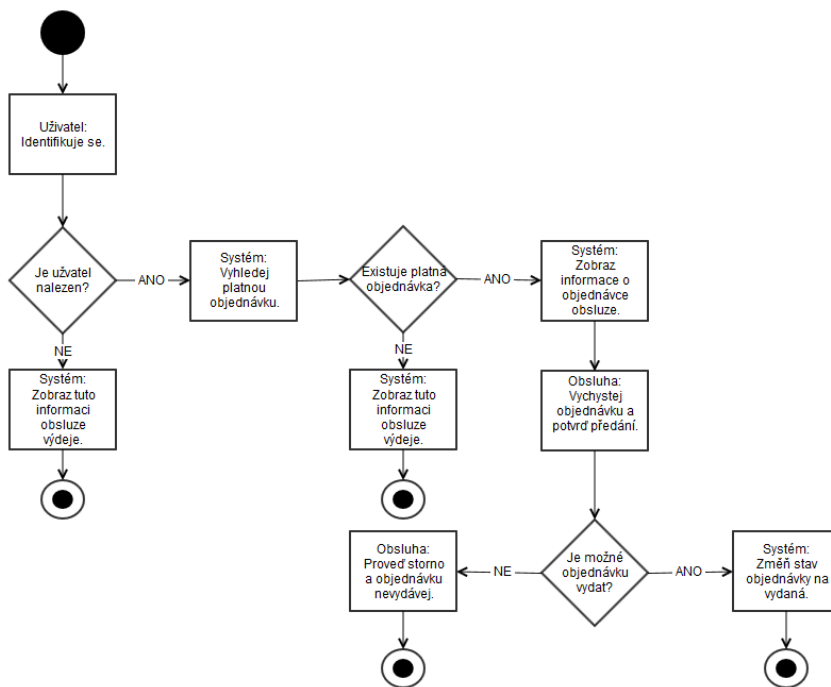 Uživatel:
Identifikuje se.
Je užvatel
nalezen?
ANO
Systém:
Vyhledej
platnou
objednávku.
Existuje platná
objednávka?
ANO
Systém:
Zobraz
informace o
objednávce
obsluze.
NE
Systém:
Zobraz tuto
informaci
obsluze
výdeje.
NE
Systém:
Zobraz tuto
informaci
obsluze
výdeje.
Obsluha:
Vychystej
objednávku a
potvrď předání.
Je možné
objednávku
vydat?
NE
Obsluha:
Proveď storno
a objednávku
nevydávej.
ANO
Systém:
Změň stav
objednávky na
vydaná.